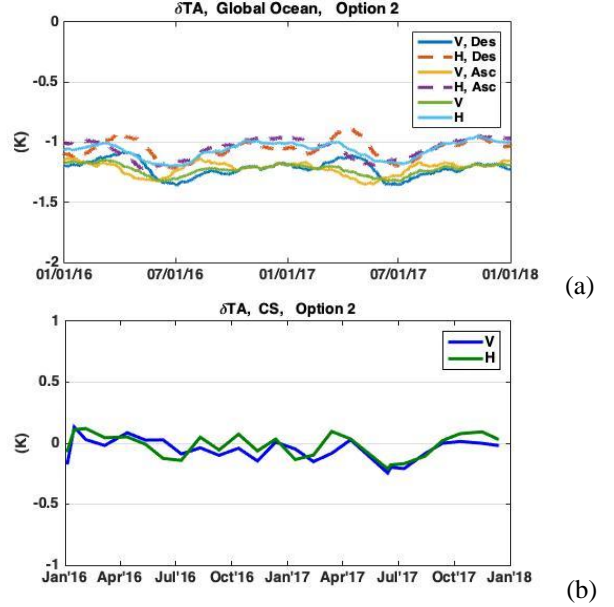 δTA, Global Ocean, Option 2
0
-0.5
-1
-1.5
-2
(K)
V, Des
H, Des
V, Asc
H, Asc
V
H
01/01/16 07/01/16 01/01/17 07/01/17 01/01/18
(a)
δTA, CS, Option 2
1
0.5
0
-0.5
-1
(K)
V
H
Jan'16 Apr'16 Jul'16 Oct'16 Jan'17 Apr'17 Jul'17 Oct'17 Jan'18
(b)